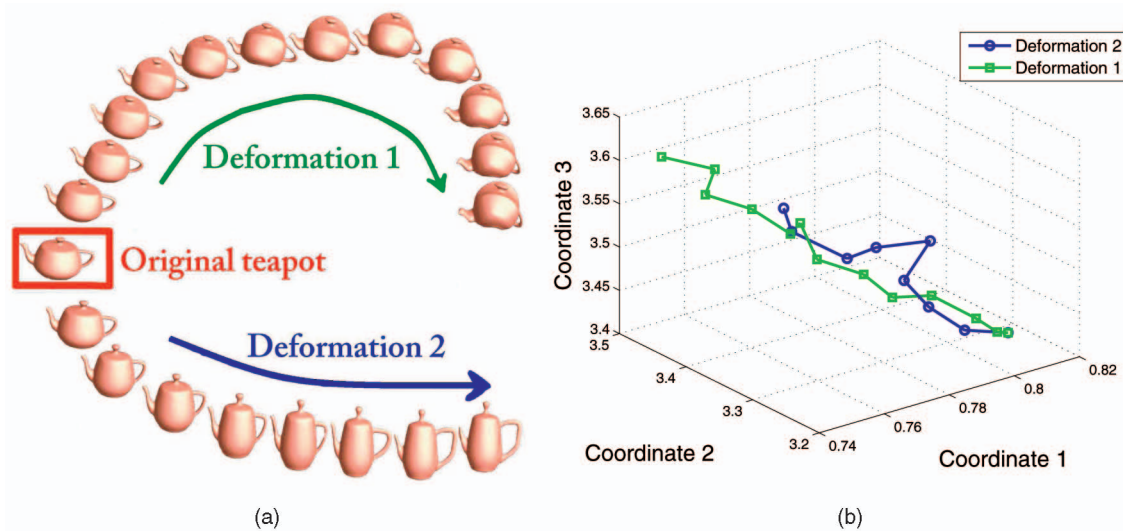 Deformation 1
Original teapot
Deformation 2
(a)
Deformation 2
Deformation 1
3.65
3.6
3.55
3.5
3.45
3.4
Coordinate 3
3.5
3.4
3.3
3.2
Coordinate 2
0.74
0.76
0.78
0.8
0.82
Coordinate 1
(b)